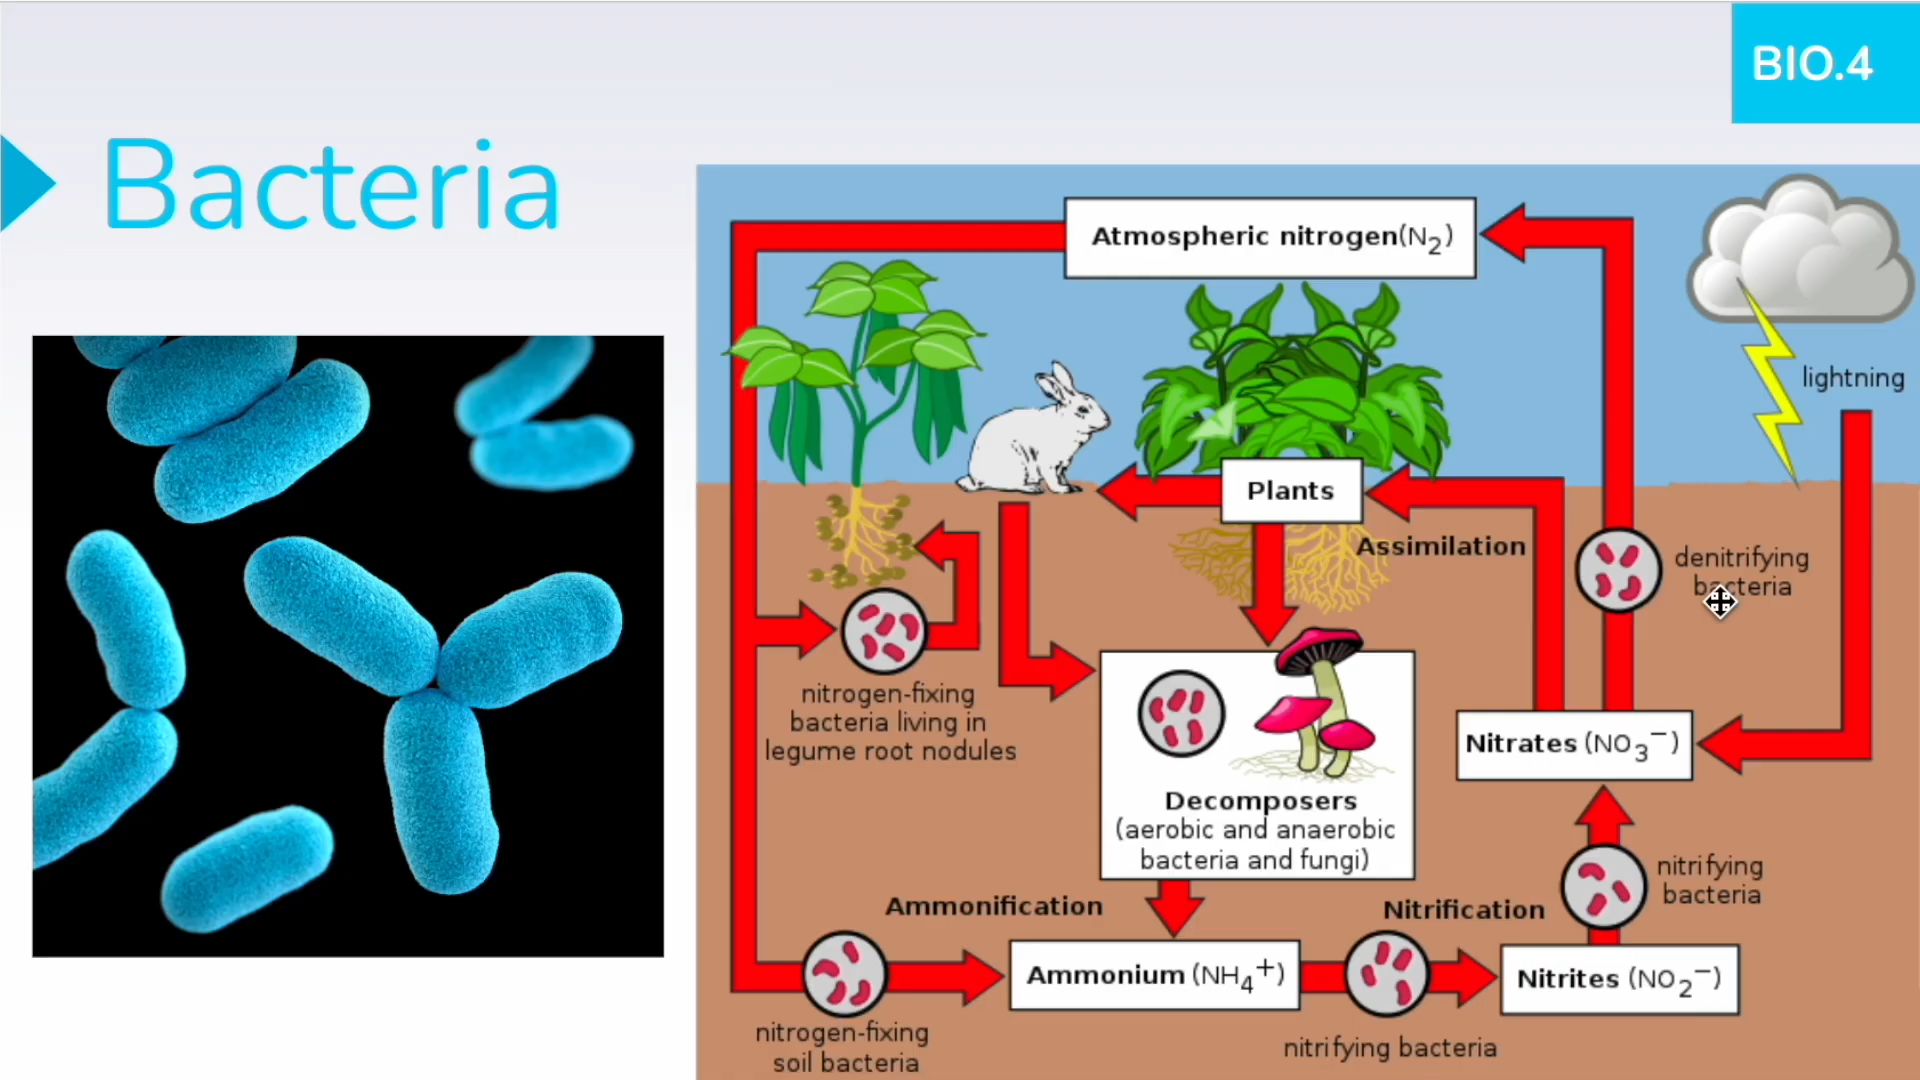 BIO.4
Bacteria
Atmospheric nitrogen(N₂)
lightning
Plants
Assimilation
denitrifying
bacteria
nitrogen-fixing
bacteria living in
legume root nodules
Nitrates (NO₃⁻)
Decomposers
(aerobic and anaerobic
bacteria and fungi)
nitrifying
bacteria
Ammonification
Nitrification
Ammonium (NH₄⁺)
Nitrites (NO₂⁻)
nitrogen-fixing
soil bacteria
nitrifying bacteria